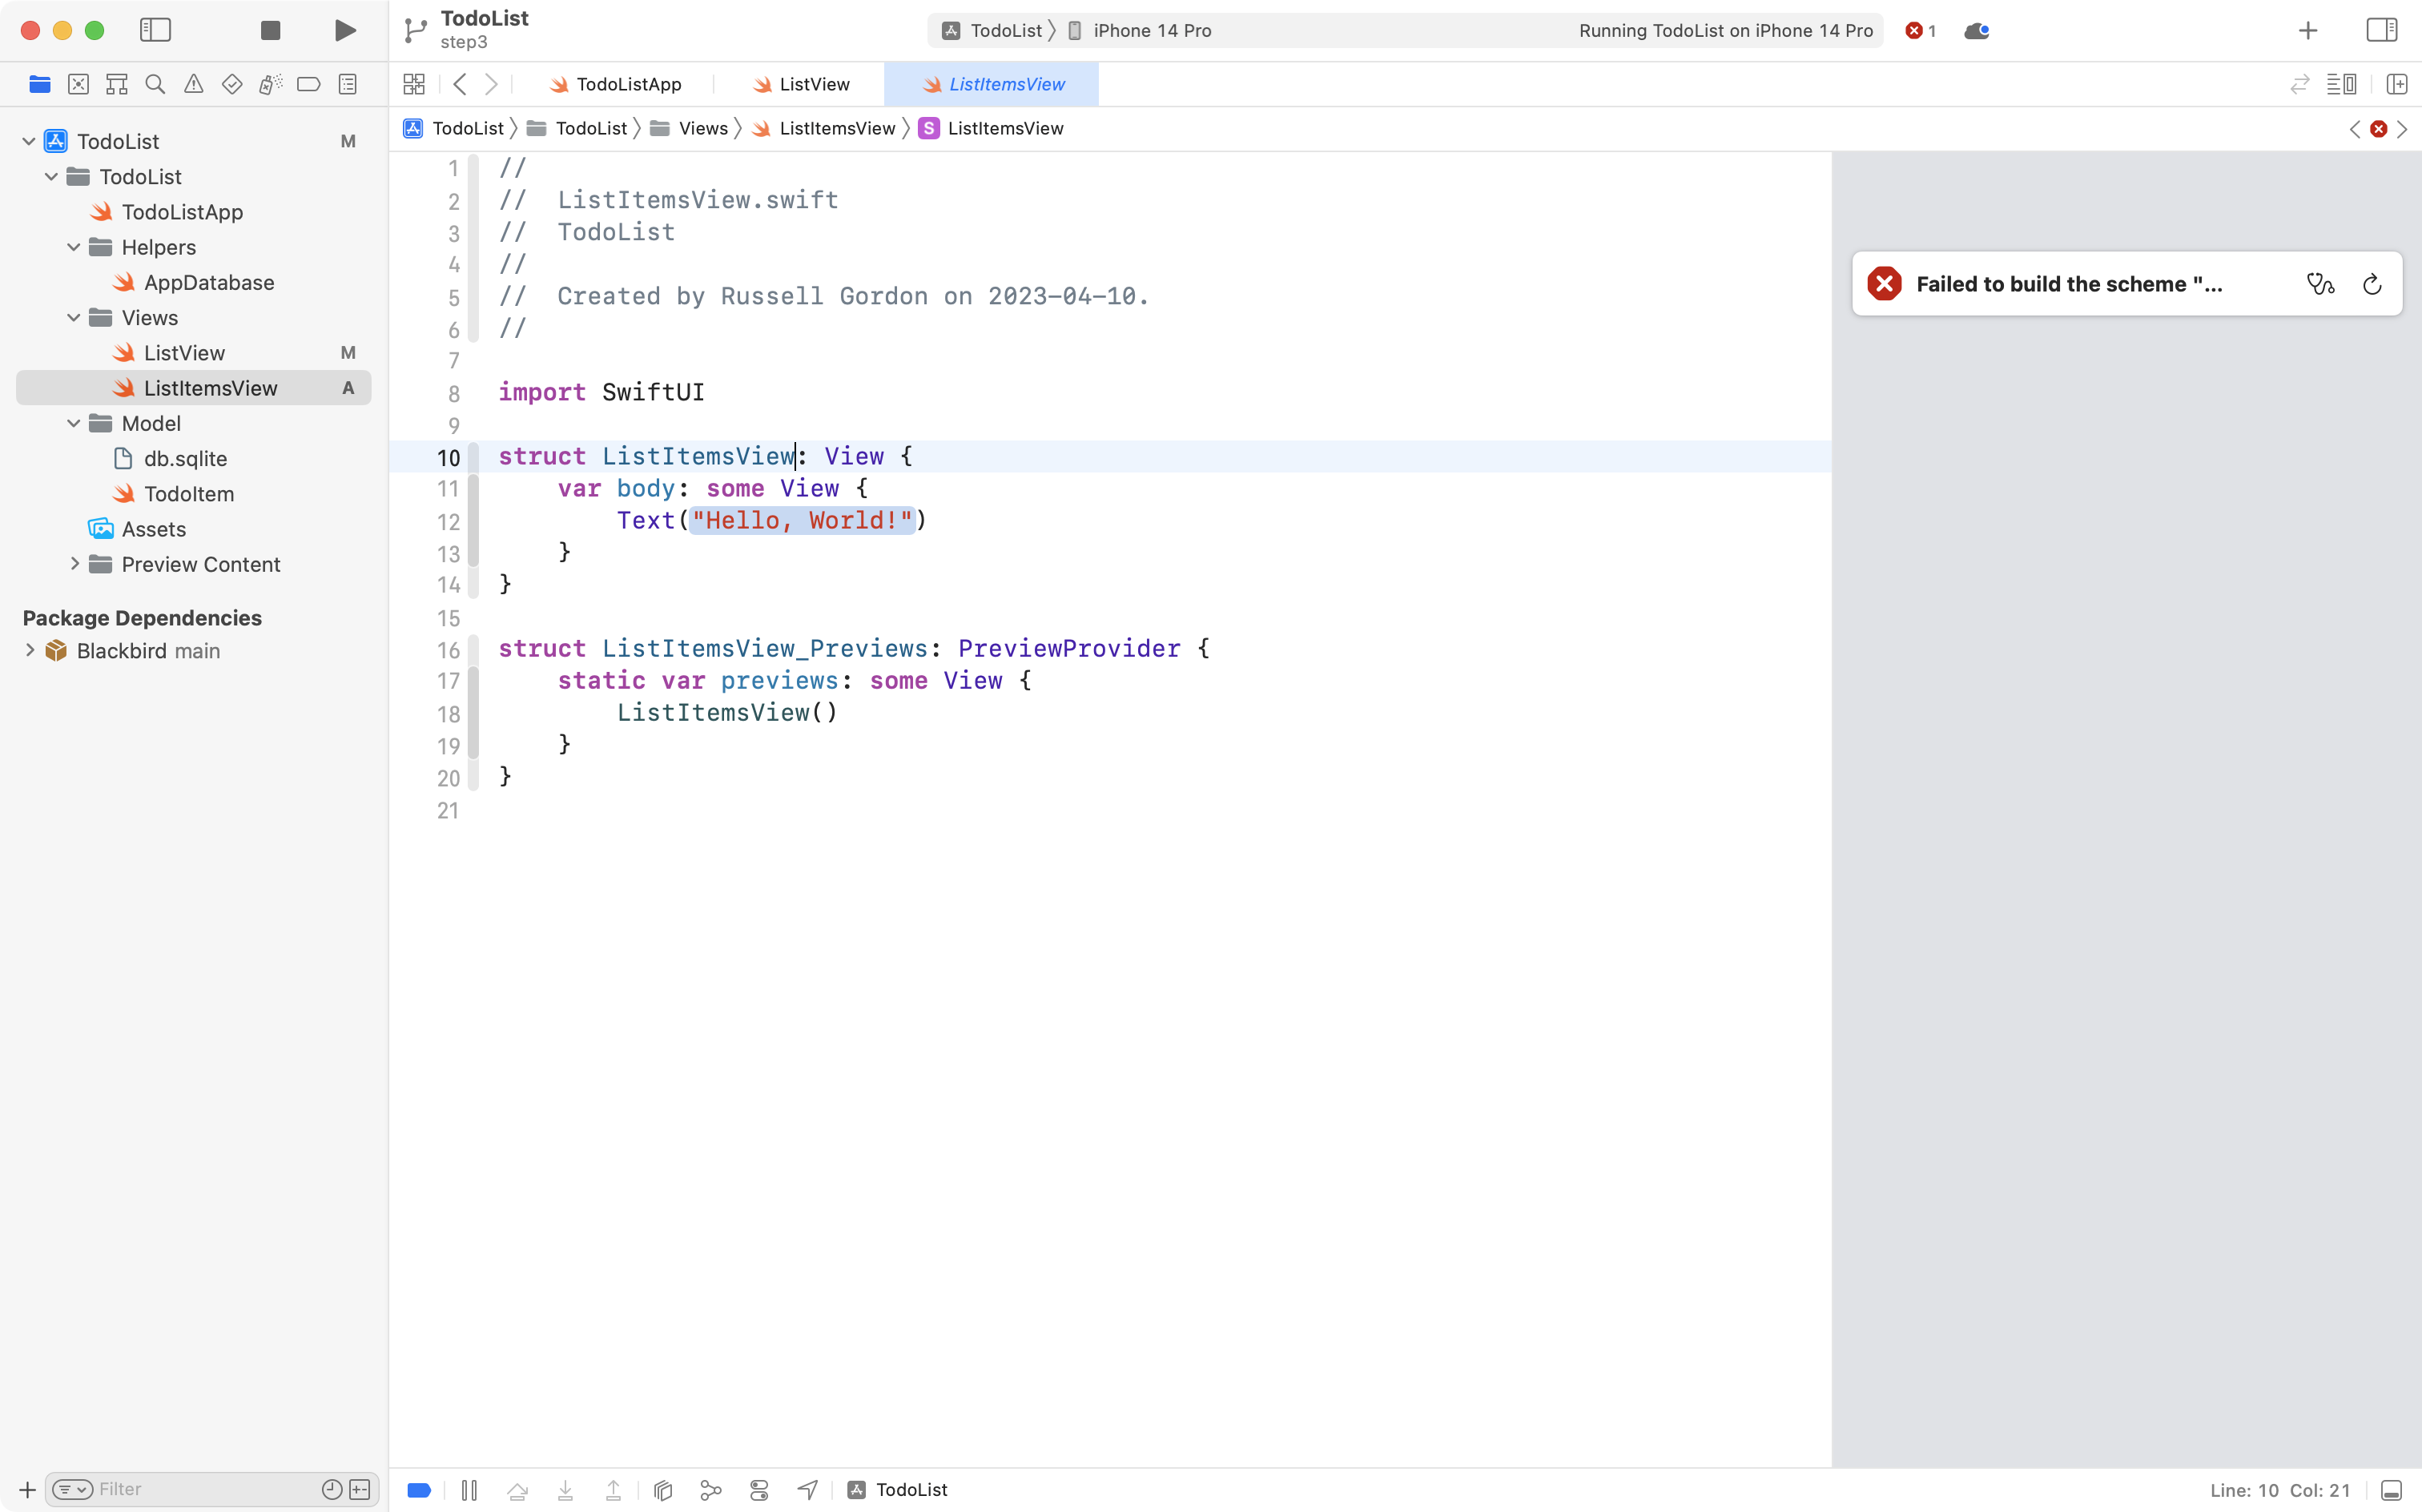 TodoList
step3
TodoList
iPhone 14 Pro
Running TodoList on iPhone 14 Pro
1
TodoListApp
ListView
ListItemsView
TodoList
TodoList
Views
ListItemsView
S
ListItemsView
TodoList M
TodoList
TodoListApp
Helpers
AppDatabase
Views
ListView M
ListItemsView A
Model
db.sqlite
TodoItem
Assets
Preview Content
Package Dependencies
Blackbird main
1 //
2 //  ListItemsView.swift
3 //  TodoList
4 //
5 //  Created by Russell Gordon on 2023-04-10.
6 //
7
8 import SwiftUI
9
10 struct ListItemsView: View {
11     var body: some View {
12         Text("Hello, World!")
13     }
14 }
15
16 struct ListItemsView_Previews: PreviewProvider {
17     static var previews: some View {
18         ListItemsView()
19     }
20 }
21
Failed to build the scheme "...
Filter
TodoList
Line: 10 Col: 21